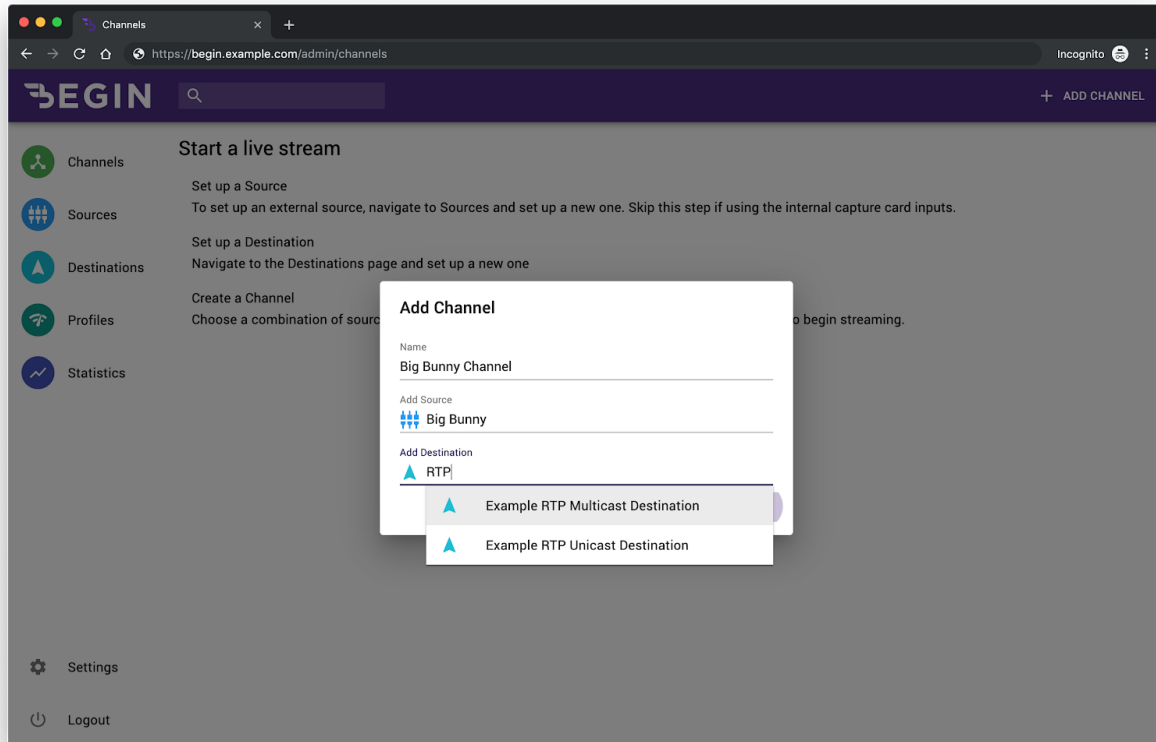 Channels
https://begin.example.com/admin/channels
Incognito
BEGIN
ADD CHANNEL
Channels
Sources
Destinations
Profiles
Statistics
Settings
Logout
Start a live stream
Set up a Source
To set up an external source, navigate to Sources and set up a new one. Skip this step if using the internal capture card inputs.
Set up a Destination
Navigate to the Destinations page and set up a new one
Create a Channel
Choose a combination of sourc
o begin streaming.
Add Channel
Name
Big Bunny Channel
Add Source
Big Bunny
Add Destination
RTP
Example RTP Multicast Destination
Example RTP Unicast Destination